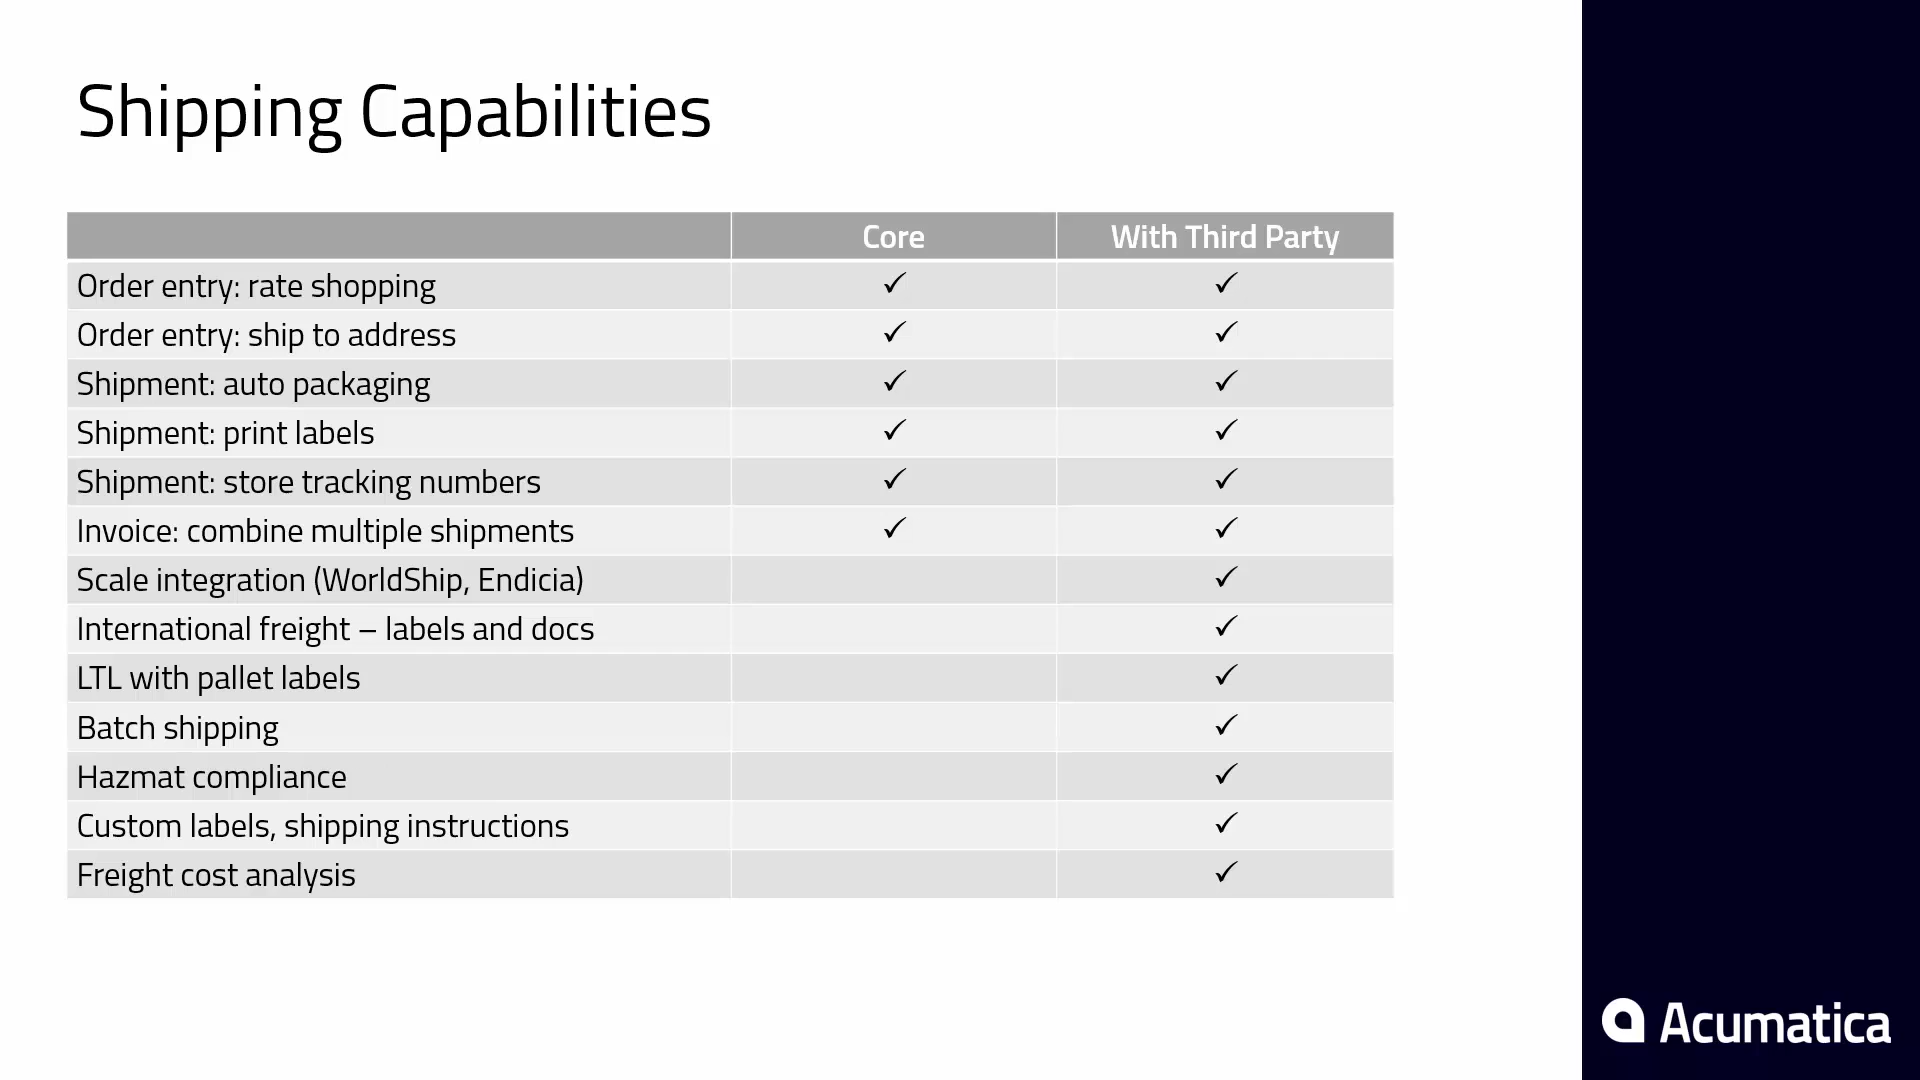 Shipping Capabilities
Core With Third Party
Order entry: rate shopping ✓ ✓
Order entry: ship to address ✓ ✓
Shipment: auto packaging ✓ ✓
Shipment: print labels ✓ ✓
Shipment: store tracking numbers ✓ ✓
Invoice: combine multiple shipments ✓ ✓
Scale integration (WorldShip, Endicia) ✓
International freight – labels and docs ✓
LTL with pallet labels ✓
Batch shipping ✓
Hazmat compliance ✓
Custom labels, shipping instructions ✓
Freight cost analysis ✓
Acumatica